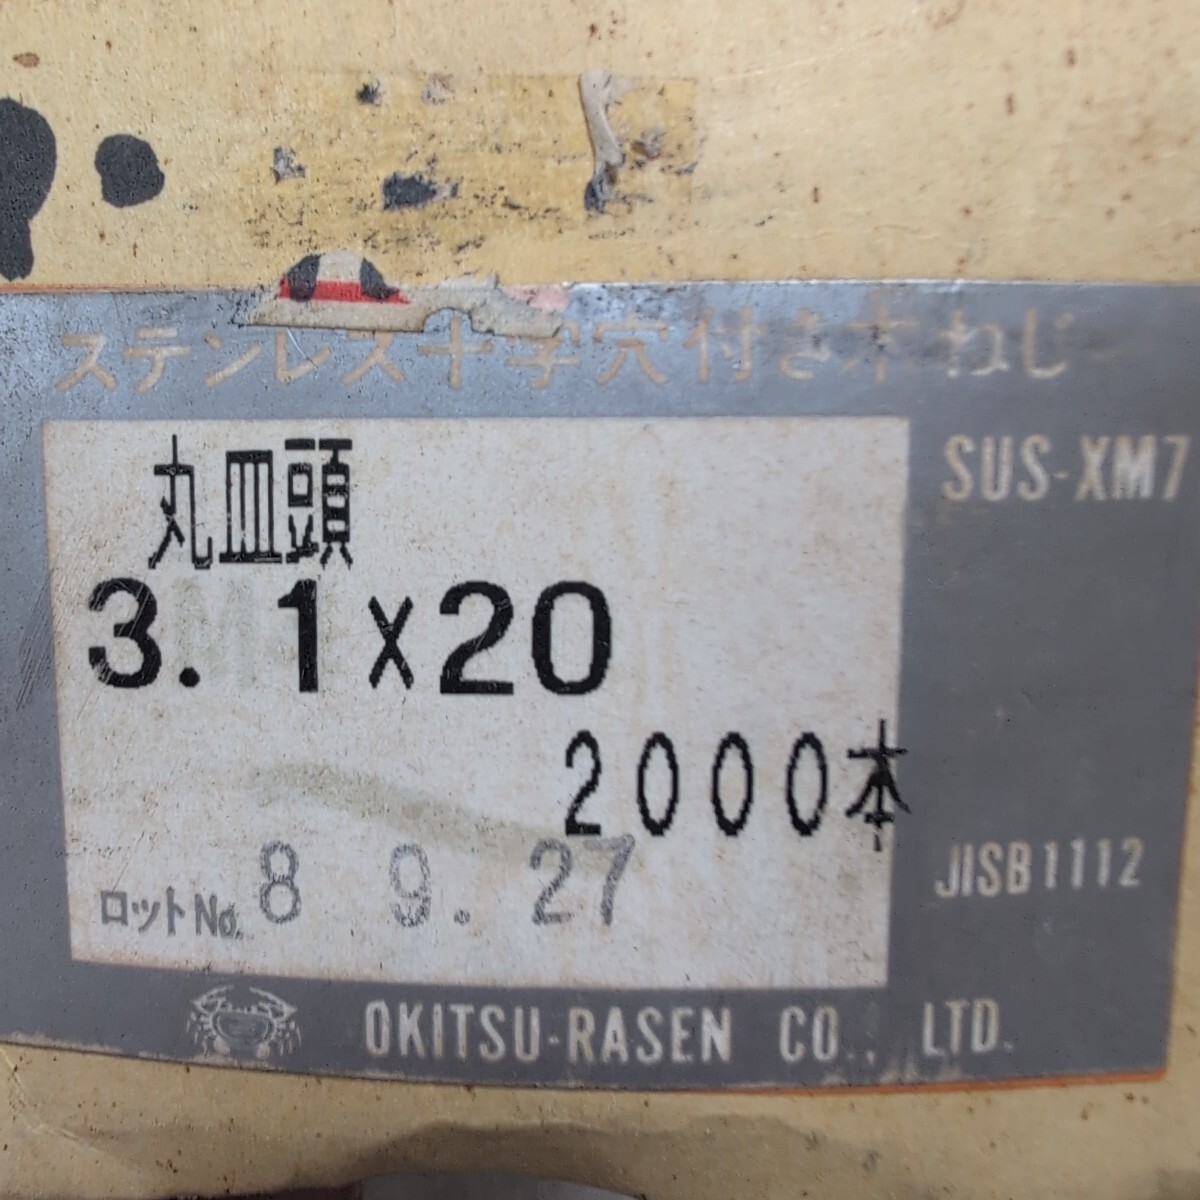 ステンレス十字穴付き木ねじ
SUS-XM7
丸皿頭
3.1×20
2000本
JISB1112
ロットNo. 8 9.27
OKITSU-RASEN CO., LTD.